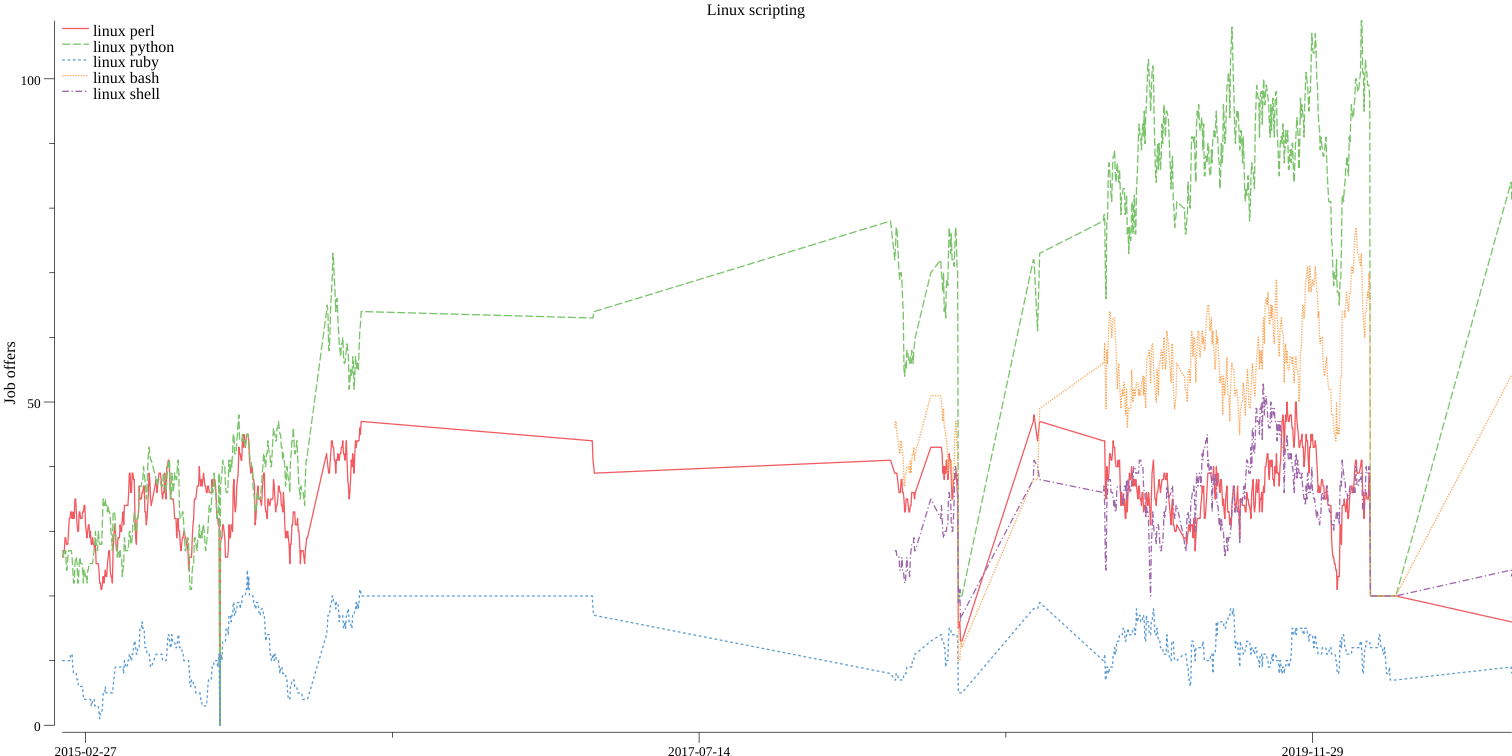 Linux scripting
linux perl
linux python
linux ruby
linux bash
linux shell
100
50
0
Job offers
2015-02-27
2017-07-14
2019-11-29